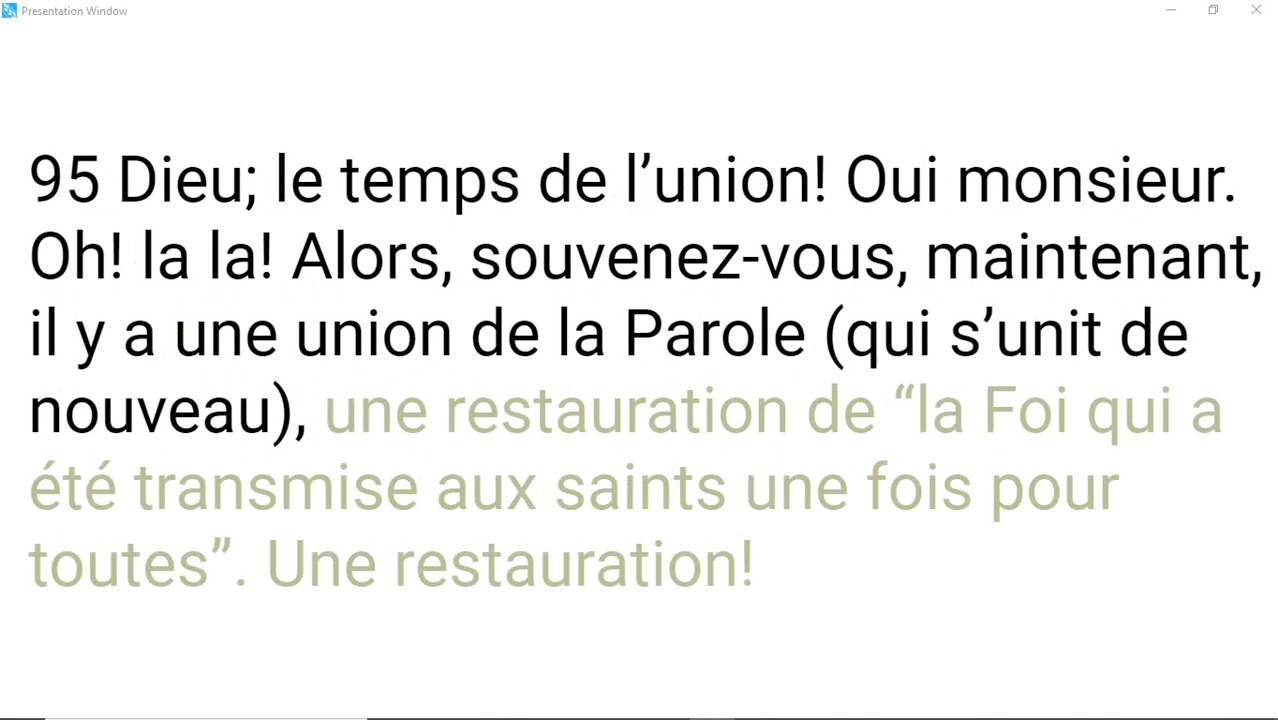 Presentation Window
95 Dieu; le temps de l’union! Oui monsieur.
Oh! la la! Alors, souvenez-vous, maintenant,
il y a une union de la Parole (qui s’unit de
nouveau), une restauration de “la Foi qui a
été transmise aux saints une fois pour
toutes”. Une restauration!